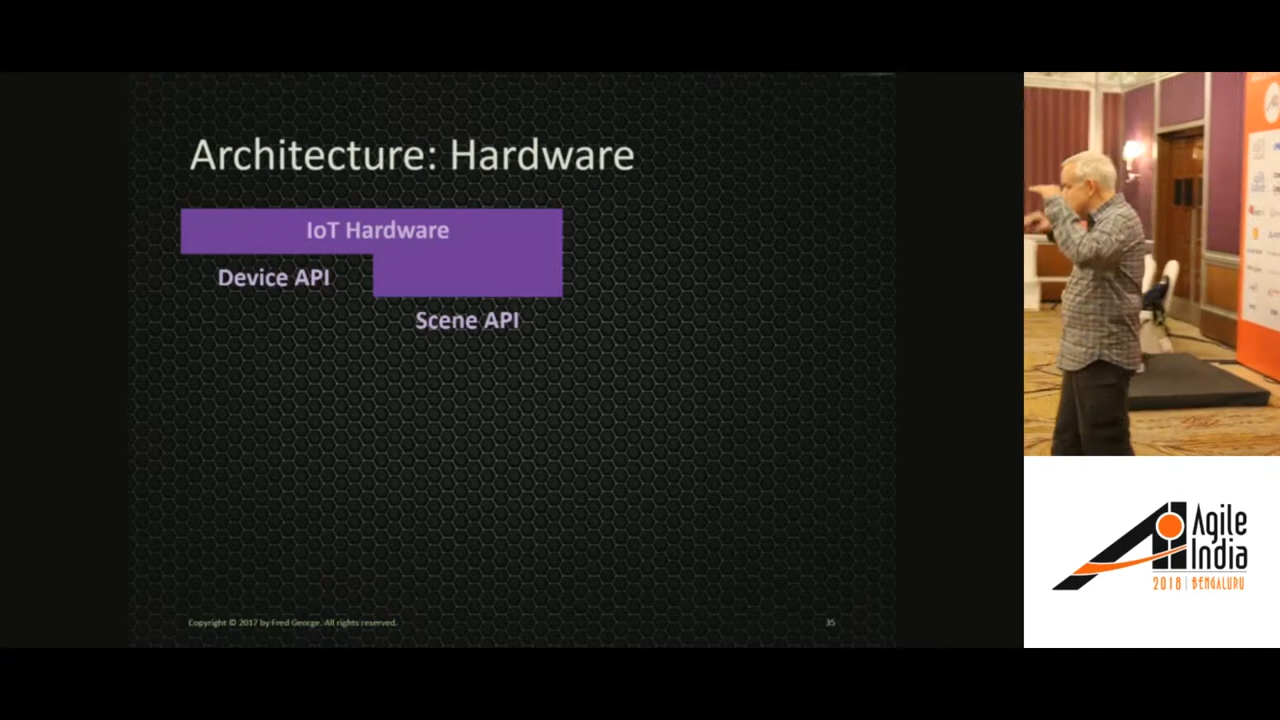 Architecture: Hardware
IoT Hardware
Device API
Scene API
Copyright © 2017 by Fred George. All rights reserved.
35
Agile
India
2018 | BENGALURU